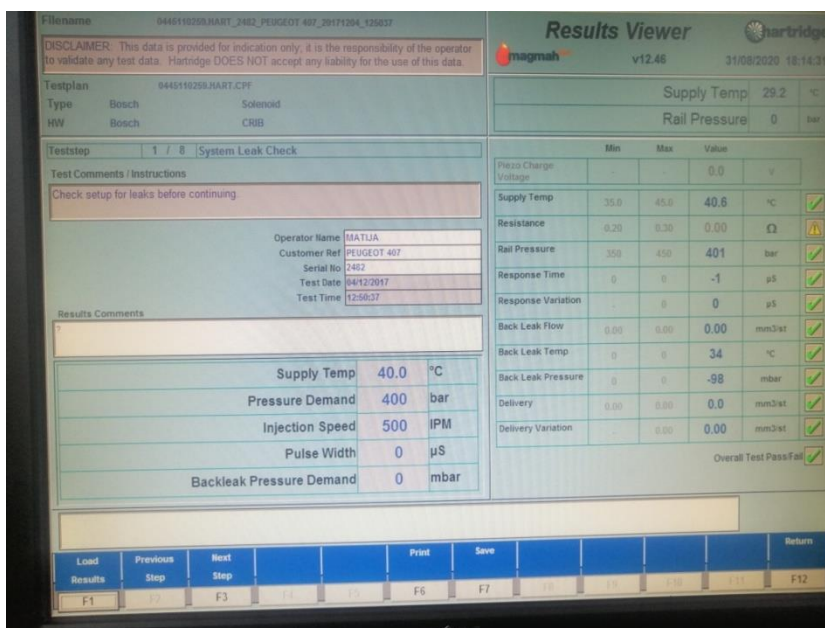 Filename 0445110259.HART_2482_PEUGEOT 407_20171204_125037
DISCLAIMER: This data is provided for indication only, it is the responsibility of the operator
to validate any test data. Hartridge DOES NOT accept any liability for the use of this data.
Results Viewer
hartridge
magmah
v12.46 31/08/2020 18:14:31
Testplan 0445110259.HART.CPF
Type Bosch Solenoid
HW Bosch CRIB
Supply Temp 29.2 °C
Rail Pressure 0 bar
Teststep 1 / 8 System Leak Check
Test Comments / Instructions
Check setup for leaks before continuing.
Operator Name MATIJA
Customer Ref PEUGEOT 407
Serial No 2482
Test Date 04/12/2017
Test Time 12:50:37
Results Comments
?
Supply Temp 40.0 °C
Pressure Demand 400 bar
Injection Speed 500 IPM
Pulse Width 0 µS
Backleak Pressure Demand 0 mbar
Min Max Value
Piezo Charge Voltage - - 0.0 V
Supply Temp 35.0 45.0 40.6 °C
Resistance 0.20 0.30 0.00 Ω
Rail Pressure 350 450 401 bar
Response Time 0 0 -1 µS
Response Variation - 0 0 µS
Back Leak Flow 0.00 0.00 0.00 mm3/st
Back Leak Temp 0 0 34 °C
Back Leak Pressure 0 0 -98 mbar
Delivery 0.00 0.00 0.0 mm3/st
Delivery Variation - 0.00 0.00 mm3/st
Overall Test Pass/Fail
Load Results Previous Step Next Step Print Save Return
F1 F2 F3 F4 F5 F6 F7 F8 F9 F10 F11 F12